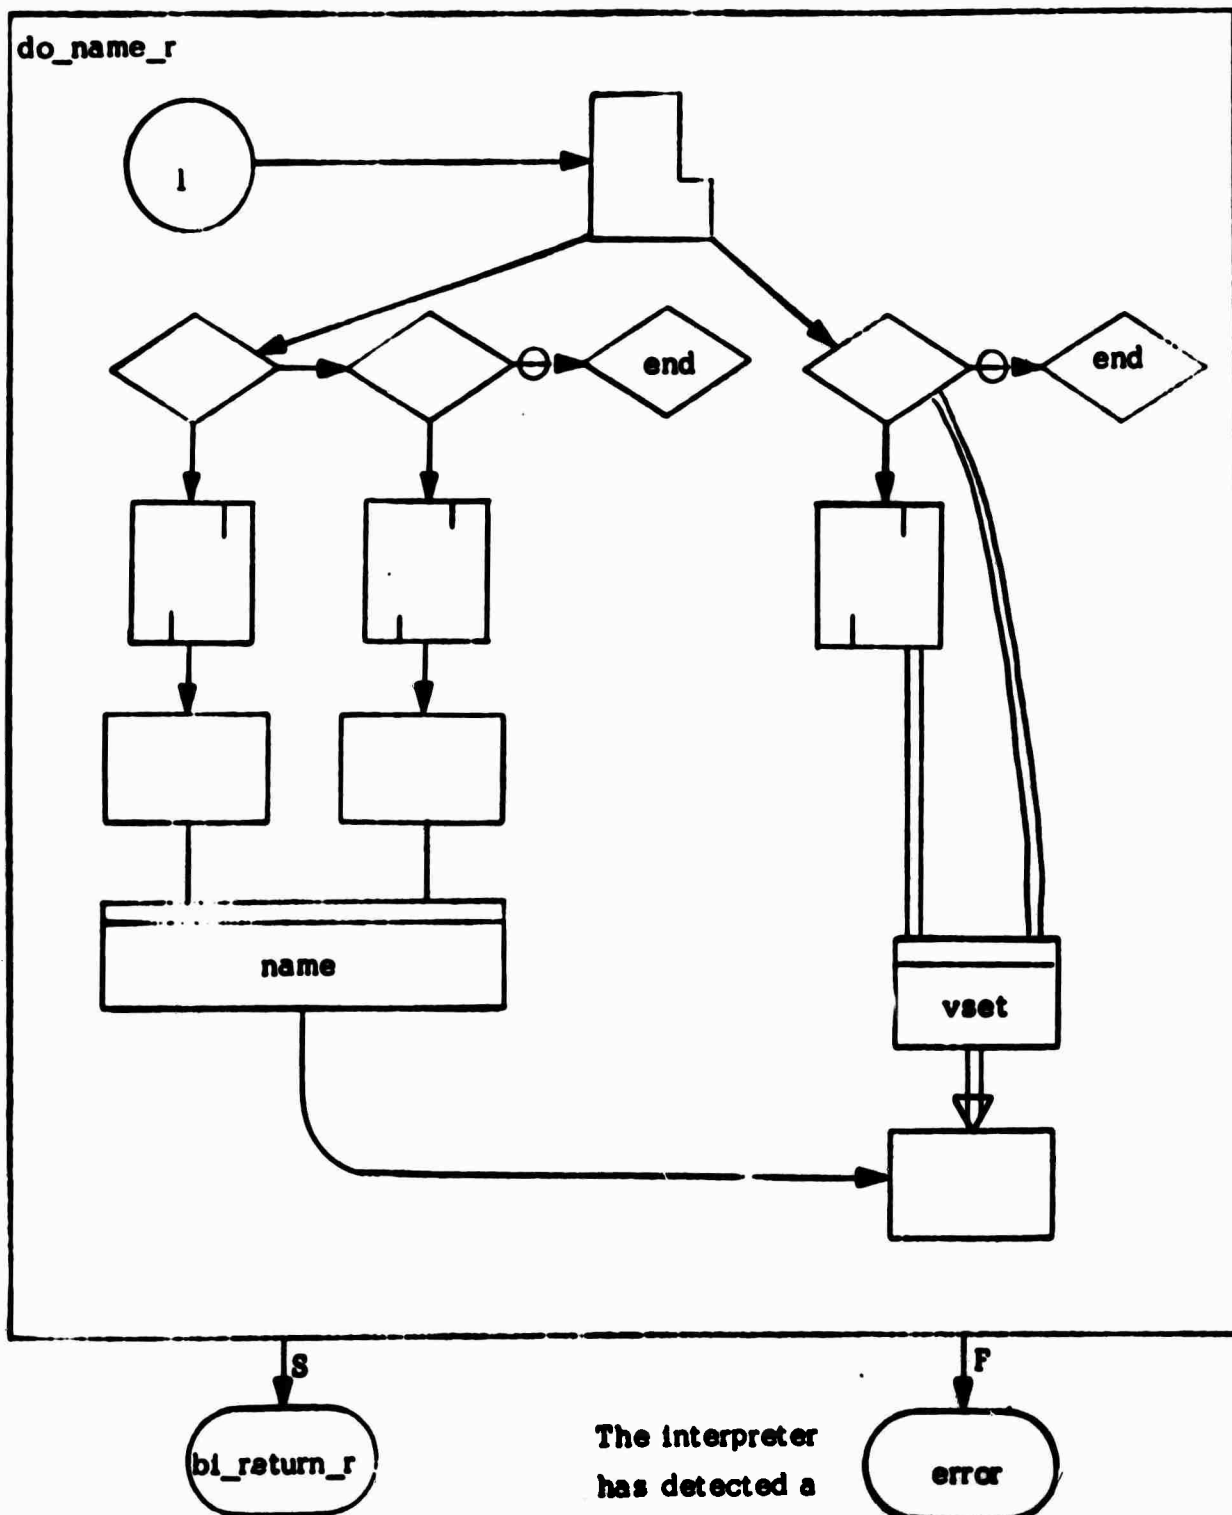 do_name_r
1
end
end
name
vset
S
F
bi_return_r
The interpreter
has detected a
error